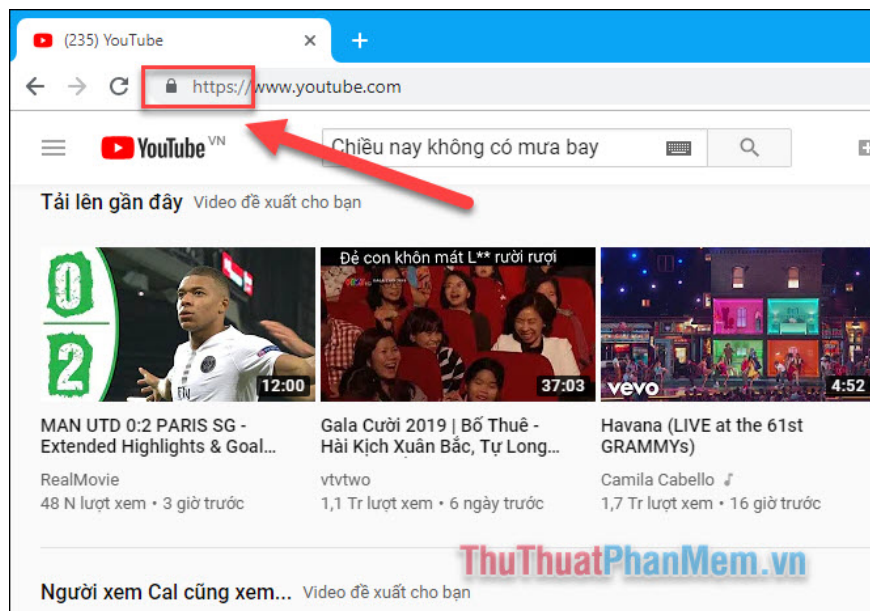 (235) YouTube
https://www.youtube.com
YouTube VN
Chiều nay không có mưa bay
Tải lên gần đây Video đề xuất cho bạn
0
2
Fly
12:00
Đẻ con khôn mát L** rười rượi
37:03
vevo
4:52
MAN UTD 0:2 PARIS SG -
Extended Highlights & Goal...
RealMovie
48 N lượt xem • 3 giờ trước
Gala Cười 2019 | Bố Thuê -
Hài Kịch Xuân Bắc, Tự Long...
vtvtwo
1,1 Tr lượt xem • 6 ngày trước
Havana (LIVE at the 61st
GRAMMYs)
Camila Cabello
1,7 Tr lượt xem • 16 giờ trước
ThuThuatPhanMem.vn
Người xem Cal cũng xem... Video đề xuất cho bạn